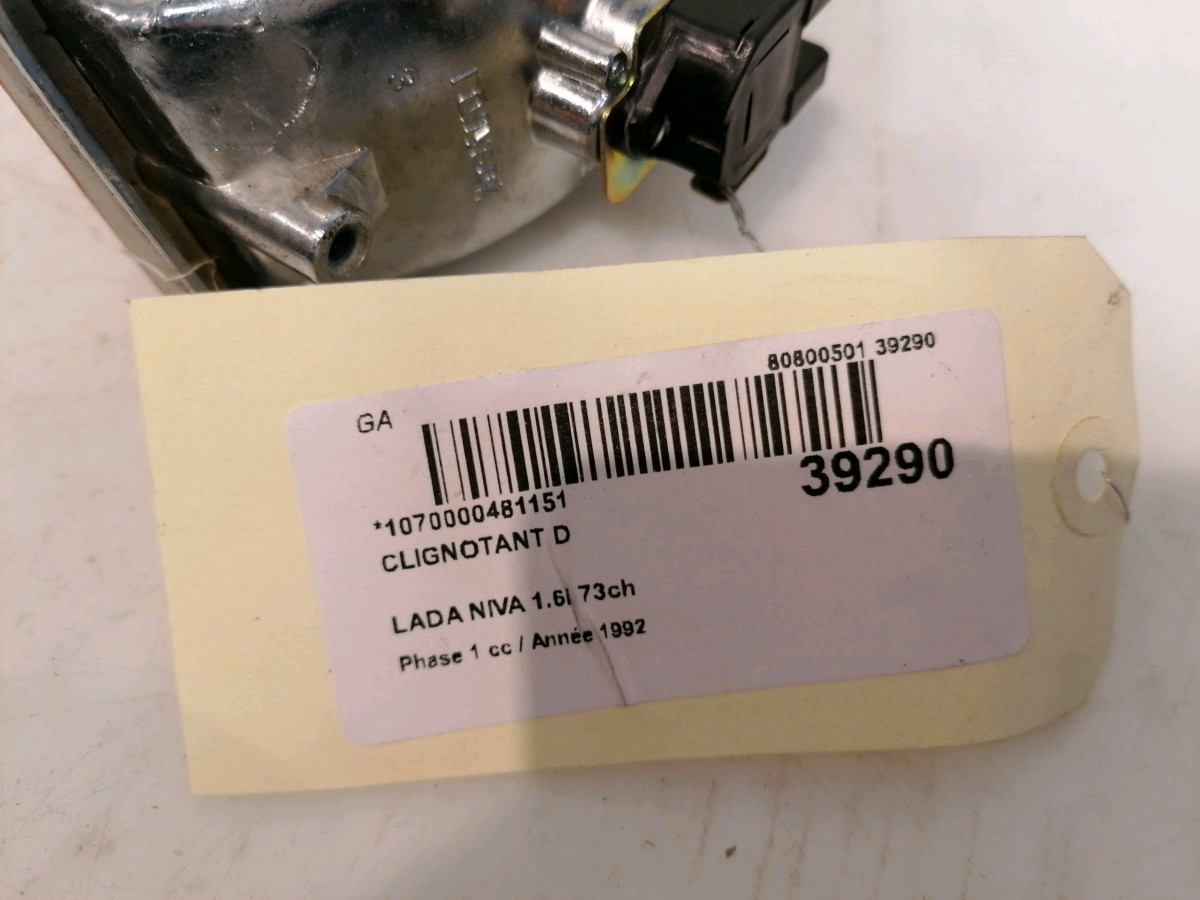 80800501 39290
GA
39290
*1070000481151
CLIGNOTANT D
LADA NIVA 1.6i 73ch
Phase 1 cc / Année 1992